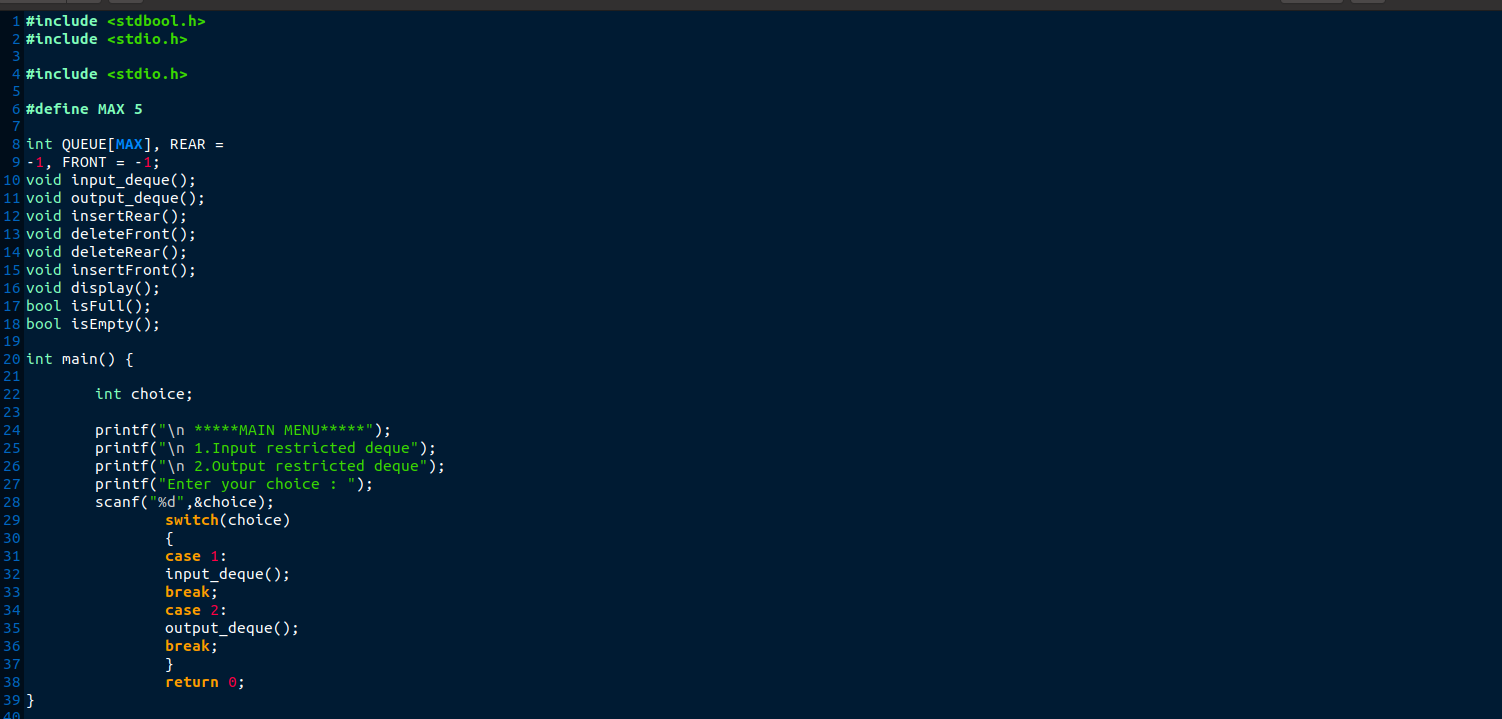 1 #include <stdbool.h>
2 #include <stdio.h>
3
4 #include <stdio.h>
5
6 #define MAX 5
7
8 int QUEUE[MAX], REAR =
9 -1, FRONT = -1;
10 void input_deque();
11 void output_deque();
12 void insertRear();
13 void deleteFront();
14 void deleteRear();
15 void insertFront();
16 void display();
17 bool isFull();
18 bool isEmpty();
19
20 int main() {
21
22 int choice;
23
24 printf("\n *****MAIN MENU*****");
25 printf("\n 1.Input restricted deque");
26 printf("\n 2.Output restricted deque");
27 printf("Enter your choice : ");
28 scanf("%d",&choice);
29 switch(choice)
30 {
31 case 1:
32 input_deque();
33 break;
34 case 2:
35 output_deque();
36 break;
37 }
38 return 0;
39 }
40